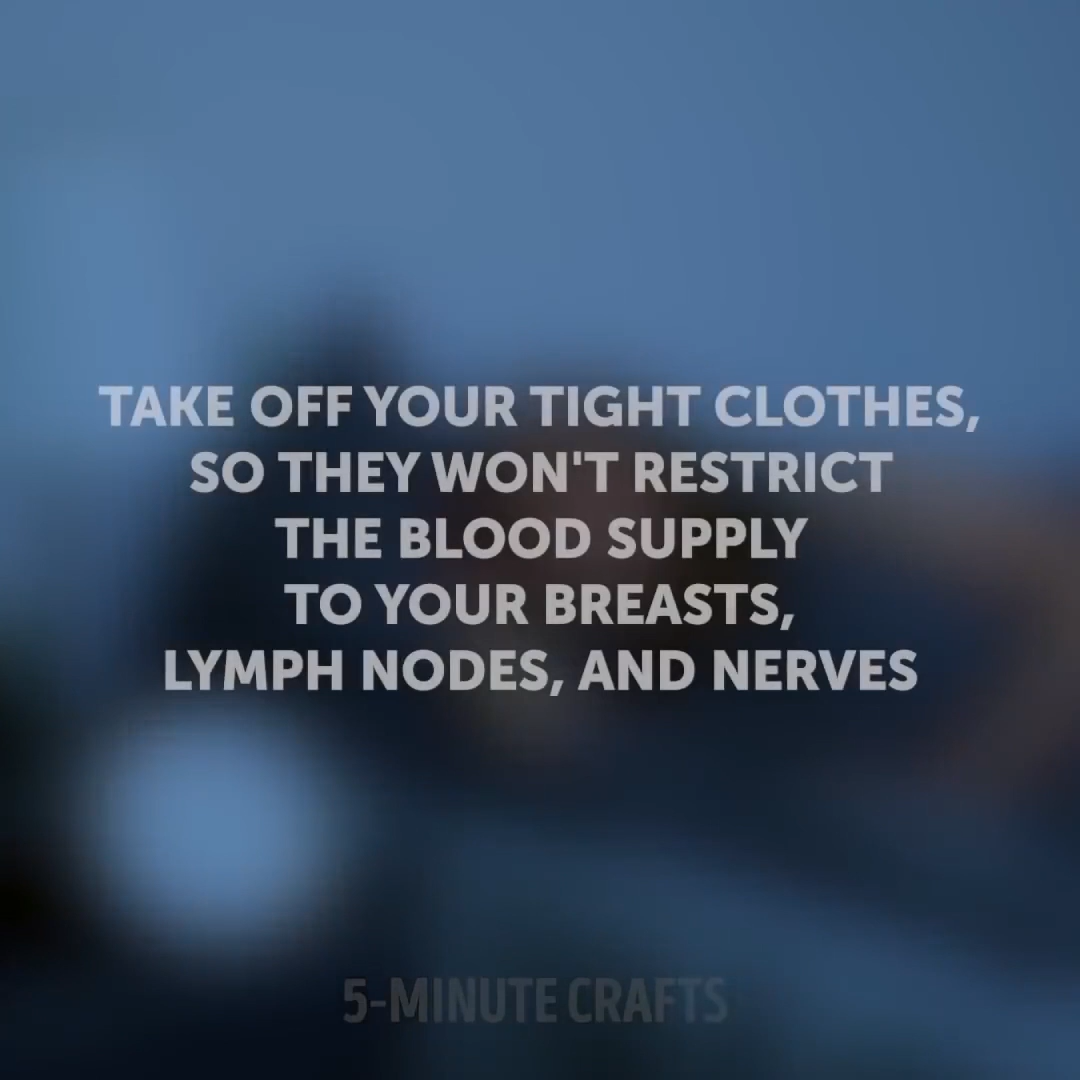 TAKE OFF YOUR TIGHT CLOTHES,
SO THEY WON'T RESTRICT
THE BLOOD SUPPLY
TO YOUR BREASTS,
LYMPH NODES, AND NERVES
5-MINUTE CRAFTS